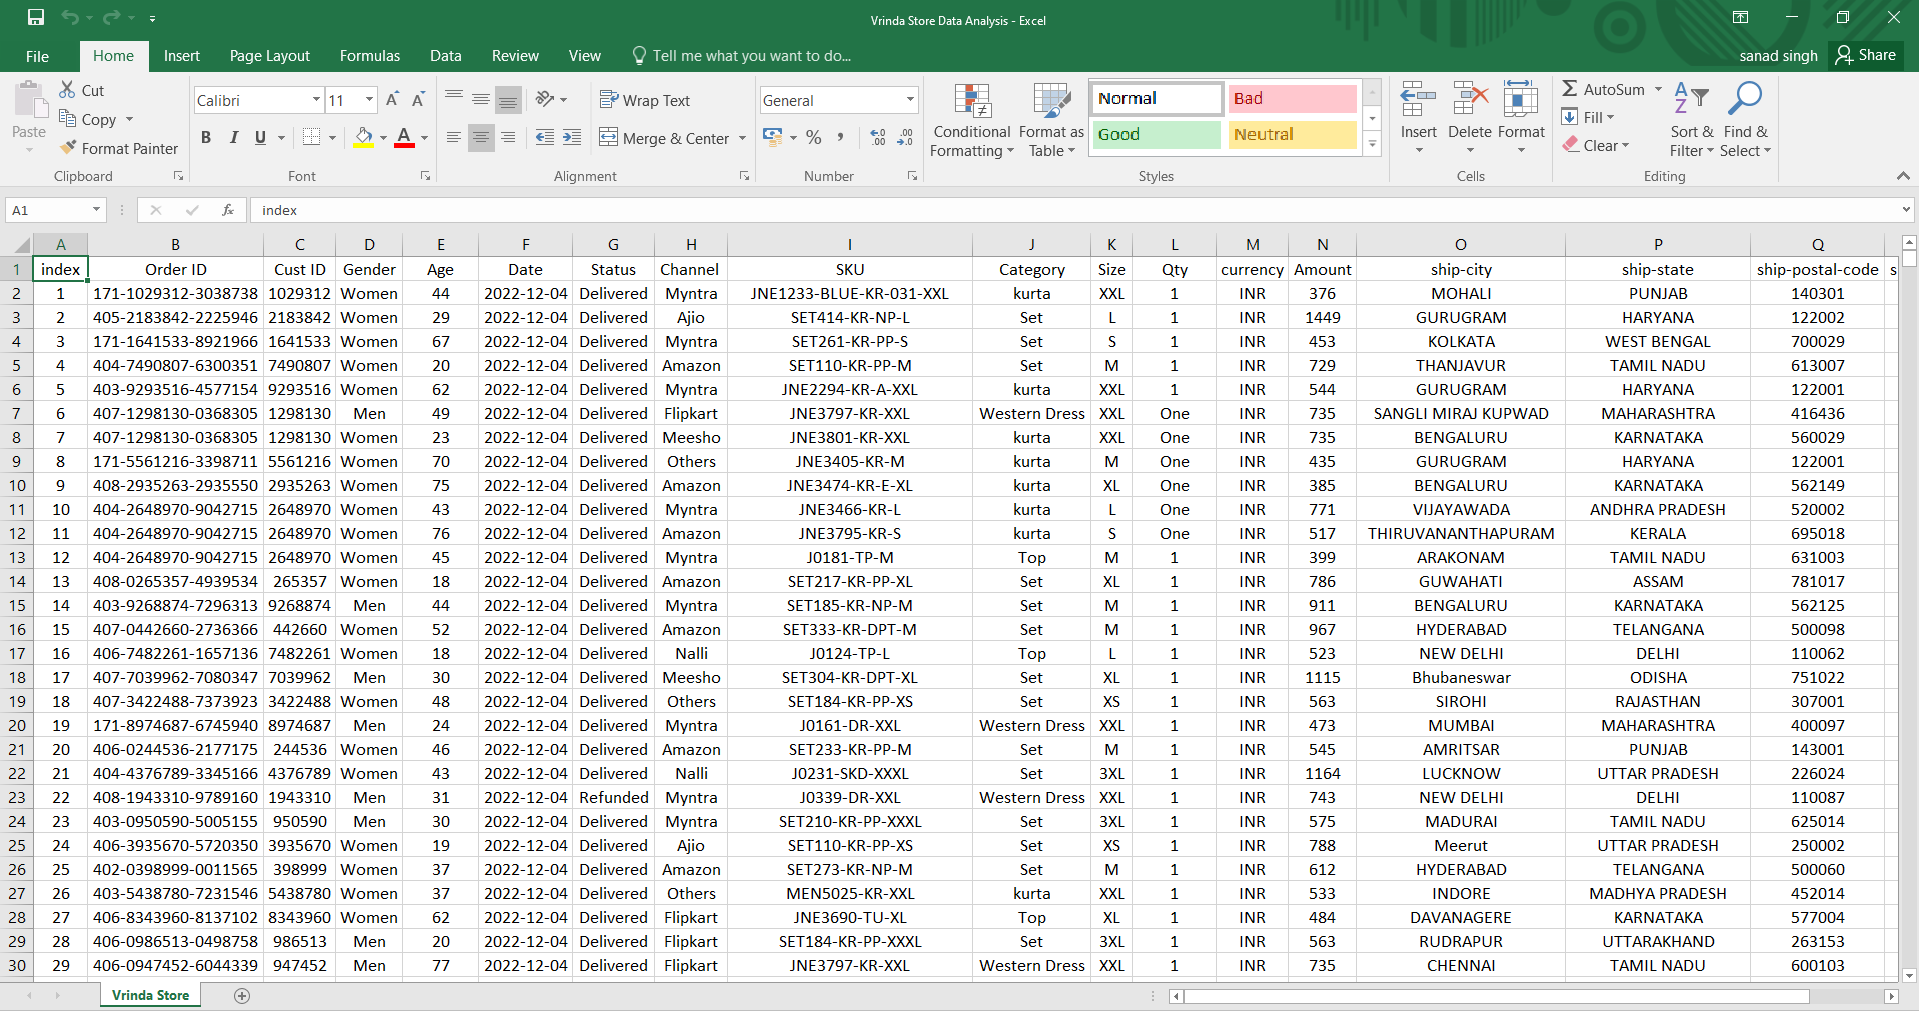 Vrinda Store Data Analysis - Excel
File Home Insert Page Layout Formulas Data Review View Tell me what you want to do... sanad singh Share
Paste Cut Copy Format Painter Clipboard
Calibri 11 B I U A Font
Wrap Text Merge & Center Alignment
General % Number
Conditional Formatting Format as Table Normal Bad Good Neutral Styles
Insert Delete Format Cells
AutoSum Fill Clear Sort & Filter Find & Select Editing
A1 fx index
A B C D E F G H I J K L M N O P Q
1 index Order ID Cust ID Gender Age Date Status Channel SKU Category Size Qty currency Amount ship-city ship-state ship-postal-code s
2 1 171-1029312-3038738 1029312 Women 44 2022-12-04 Delivered Myntra JNE1233-BLUE-KR-031-XXL kurta XXL 1 INR 376 MOHALI PUNJAB 140301
3 2 405-2183842-2225946 2183842 Women 29 2022-12-04 Delivered Ajio SET414-KR-NP-L Set L 1 INR 1449 GURUGRAM HARYANA 122002
4 3 171-1641533-8921966 1641533 Women 67 2022-12-04 Delivered Myntra SET261-KR-PP-S Set S 1 INR 453 KOLKATA WEST BENGAL 700029
5 4 404-7490807-6300351 7490807 Women 20 2022-12-04 Delivered Amazon SET110-KR-PP-M Set M 1 INR 729 THANJAVUR TAMIL NADU 613007
6 5 403-9293516-4577154 9293516 Women 62 2022-12-04 Delivered Myntra JNE2294-KR-A-XXL kurta XXL 1 INR 544 GURUGRAM HARYANA 122001
7 6 407-1298130-0368305 1298130 Men 49 2022-12-04 Delivered Flipkart JNE3797-KR-XXL Western Dress XXL One INR 735 SANGLI MIRAJ KUPWAD MAHARASHTRA 416436
8 7 407-1298130-0368305 1298130 Women 23 2022-12-04 Delivered Meesho JNE3801-KR-XXL kurta XXL One INR 735 BENGALURU KARNATAKA 560029
9 8 171-5561216-3398711 5561216 Women 70 2022-12-04 Delivered Others JNE3405-KR-M kurta M One INR 435 GURUGRAM HARYANA 122001
10 9 408-2935263-2935550 2935263 Women 75 2022-12-04 Delivered Amazon JNE3474-KR-E-XL kurta XL One INR 385 BENGALURU KARNATAKA 562149
11 10 404-2648970-9042715 2648970 Women 43 2022-12-04 Delivered Myntra JNE3466-KR-L kurta L One INR 771 VIJAYAWADA ANDHRA PRADESH 520002
12 11 404-2648970-9042715 2648970 Women 76 2022-12-04 Delivered Amazon JNE3795-KR-S kurta S One INR 517 THIRUVANANTHAPURAM KERALA 695018
13 12 404-2648970-9042715 2648970 Women 45 2022-12-04 Delivered Myntra J0181-TP-M Top M 1 INR 399 ARAKONAM TAMIL NADU 631003
14 13 408-0265357-4939534 265357 Women 18 2022-12-04 Delivered Amazon SET217-KR-PP-XL Set XL 1 INR 786 GUWAHATI ASSAM 781017
15 14 403-9268874-7296313 9268874 Men 44 2022-12-04 Delivered Myntra SET185-KR-NP-M Set M 1 INR 911 BENGALURU KARNATAKA 562125
16 15 407-0442660-2736366 442660 Women 52 2022-12-04 Delivered Amazon SET333-KR-DPT-M Set M 1 INR 967 HYDERABAD TELANGANA 500098
17 16 406-7482261-1657136 7482261 Women 18 2022-12-04 Delivered Nalli J0124-TP-L Top L 1 INR 523 NEW DELHI DELHI 110062
18 17 407-7039962-7080347 7039962 Men 30 2022-12-04 Delivered Meesho SET304-KR-DPT-XL Set XL 1 INR 1115 Bhubaneswar ODISHA 751022
19 18 407-3422488-7373923 3422488 Women 48 2022-12-04 Delivered Others SET184-KR-PP-XS Set XS 1 INR 563 SIROHI RAJASTHAN 307001
20 19 171-8974687-6745940 8974687 Men 24 2022-12-04 Delivered Myntra J0161-DR-XXL Western Dress XXL 1 INR 473 MUMBAI MAHARASHTRA 400097
21 20 406-0244536-2177175 244536 Women 46 2022-12-04 Delivered Amazon SET233-KR-PP-M Set M 1 INR 545 AMRITSAR PUNJAB 143001
22 21 404-4376789-3345166 4376789 Women 43 2022-12-04 Delivered Nalli J0231-SKD-XXXL Set 3XL 1 INR 1164 LUCKNOW UTTAR PRADESH 226024
23 22 408-1943310-9789160 1943310 Men 31 2022-12-04 Refunded Myntra J0339-DR-XXL Western Dress XXL 1 INR 743 NEW DELHI DELHI 110087
24 23 403-0950590-5005155 950590 Men 30 2022-12-04 Delivered Myntra SET210-KR-PP-XXXL Set 3XL 1 INR 575 MADURAI TAMIL NADU 625014
25 24 406-3935670-5720350 3935670 Women 19 2022-12-04 Delivered Ajio SET110-KR-PP-XS Set XS 1 INR 788 Meerut UTTAR PRADESH 250002
26 25 402-0398999-0011565 398999 Women 37 2022-12-04 Delivered Amazon SET273-KR-NP-M Set M 1 INR 612 HYDERABAD TELANGANA 500060
27 26 403-5438780-7231546 5438780 Women 37 2022-12-04 Delivered Others MEN5025-KR-XXL kurta XXL 1 INR 533 INDORE MADHYA PRADESH 452014
28 27 406-8343960-8137102 8343960 Women 62 2022-12-04 Delivered Flipkart JNE3690-TU-XL Top XL 1 INR 484 DAVANAGERE KARNATAKA 577004
29 28 406-0986513-0498758 986513 Men 20 2022-12-04 Delivered Flipkart SET184-KR-PP-XXXL Set 3XL 1 INR 563 RUDRAPUR UTTARAKHAND 263153
30 29 406-0947452-6044339 947452 Men 77 2022-12-04 Delivered Flipkart JNE3797-KR-XXL Western Dress XXL 1 INR 735 CHENNAI TAMIL NADU 600103
Vrinda Store